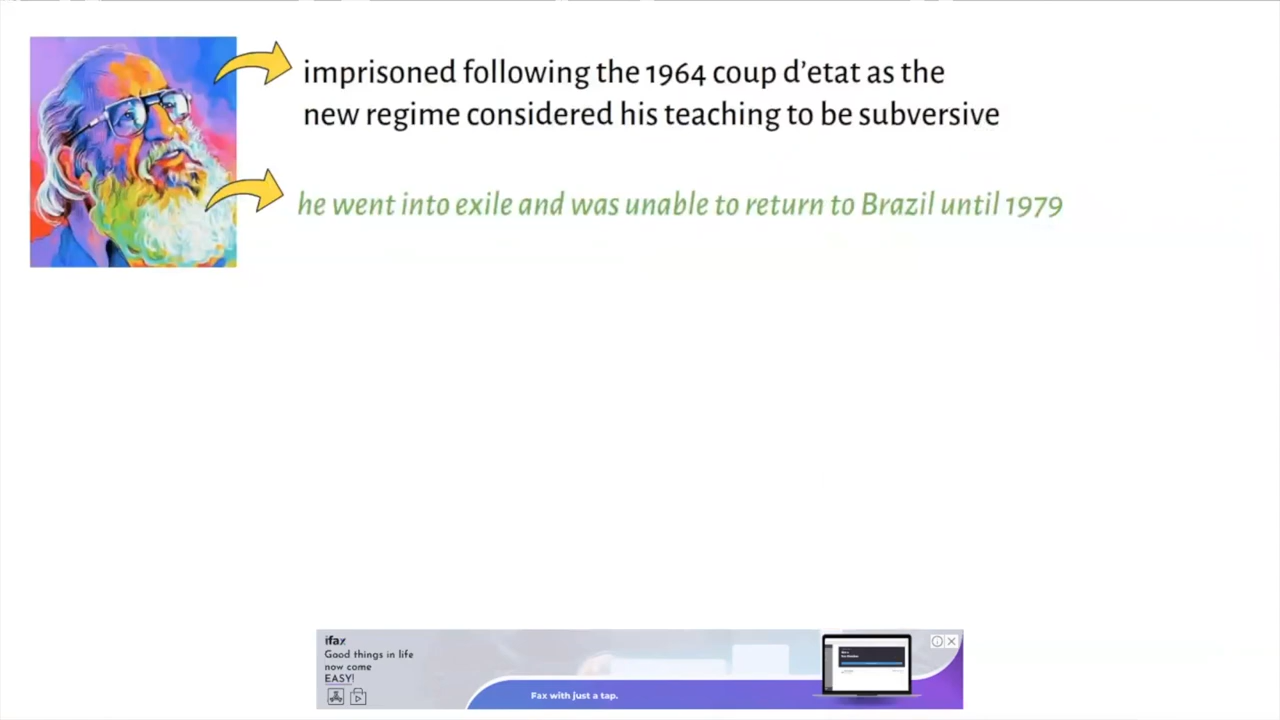 imprisoned following the 1964 coup d’etat as the
new regime considered his teaching to be subversive
he went into exile and was unable to return to Brazil until 1979
ifax
Good things in life
now come
EASY!
Fax with just a tap.